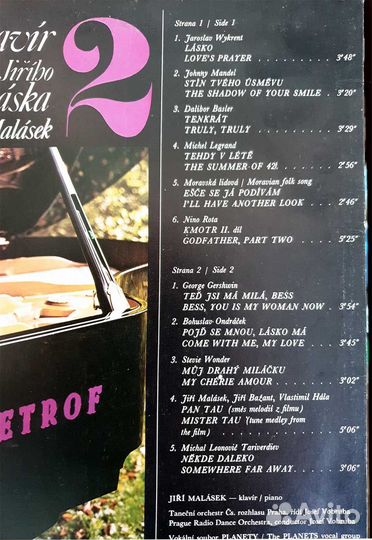 avír
Jiřího
áska
Malásek
2
ETROF
Strana 1 / Side 1
1. Jaroslav Wykrent
LÁSKO
LOVE'S PRAYER . . . . . . . 3'48"
2. Johnny Mandel
STÍN TVÉHO ÚSMĚVU
THE SHADOW OF YOUR SMILE . 3'20"
3. Dalibor Basler
TENKRÁT
TRULY, TRULY . . . . . . . 3'29"
4. Michel Legrand
TEHDY V LÉTĚ
THE SUMMER OF 42. . . . . . 2'56"
5. Moravská lidová / Moravian folk song
EŠČE SE JÁ PODÍVÁM
I'LL HAVE ANOTHER LOOK . . 2'46"
6. Nino Rota
KMOTR II. díl
GODFATHER, PART TWO . . . . 5'25"
Strana 2 / Side 2
1. George Gershwin
TEĎ JSI MÁ MILÁ, BESS
BESS, YOU IS MY WOMAN NOW . 3'54"
2. Bohuslav Ondráček
POJĎ SE MNOU, LÁSKO MÁ
COME WITH ME, MY LOVE . . . 3'45"
3. Stevie Wonder
MŮJ DRAHÝ MILÁČKU
MY CHÉRIE AMOUR . . . . . . 3'02"
4. Jiří Malásek, Jiří Bažant, Vlastimil Hála
PAN TAU (směs melodií z filmu)
MISTER TAU (tune medley from
the film) . . . . . . . . . 5'06"
5. Michal Leonovič Tariverdiev
NĚKDE DALEKO
SOMEWHERE FAR AWAY. . . . . 3'06"
JIŘÍ MALÁSEK — klavír / piano
Taneční orchestr Čs. rozhlasu Praha, řídí Josef Vobruba
Prague Radio Dance Orchestra, conductor Josef Vobruba
Vokální soubor PLANETY / The PLANETS vocal group
Avito